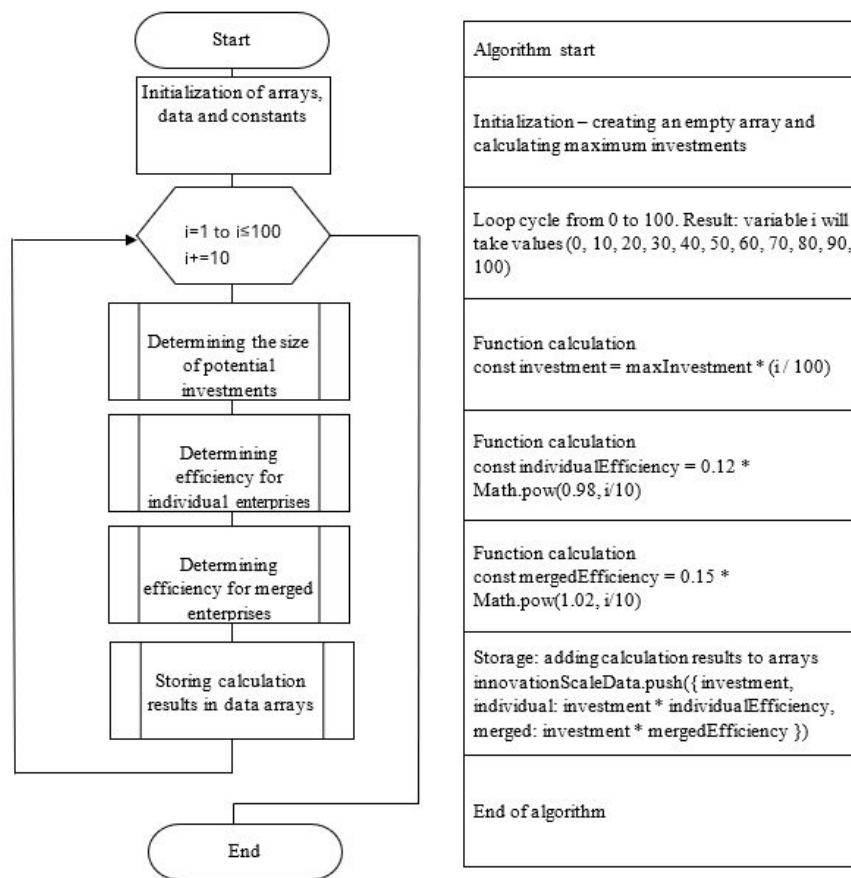 Start
Initialization of arrays,
data and constants
i=1 to i≤100
i+=10
Determining the size
of potential
investments
Determining
efficiency for
individual enterprises
Determining
efficiency for merged
enterprises
Storing calculation
results in data arrays
End
Algorithm start
Initialization – creating an empty array and
calculating maximum investments
Loop cycle from 0 to 100. Result: variable i will
take values (0, 10, 20, 30, 40, 50, 60, 70, 80, 90,
100)
Function calculation
const investment = maxInvestment * (i / 100)
Function calculation
const individualEfficiency = 0.12 *
Math.pow(0.98, i/10)
Function calculation
const mergedEfficiency = 0.15 *
Math.pow(1.02, i/10)
Storage: adding calculation results to arrays
innovationScaleData.push({ investment,
individual: investment * individualEfficiency,
merged: investment * mergedEfficiency })
End of algorithm